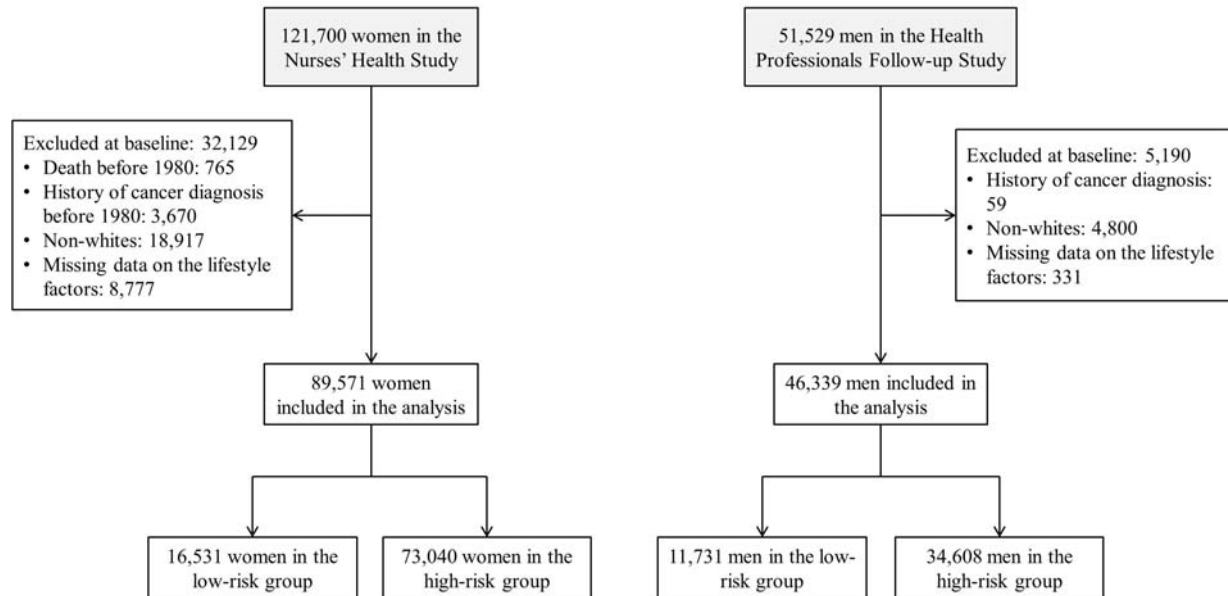 121,700 women in the
Nurses' Health Study
51,529 men in the Health
Professionals Follow-up Study
Excluded at baseline: 32,129
• Death before 1980: 765
• History of cancer diagnosis
before 1980: 3,670
• Non-whites: 18,917
• Missing data on the lifestyle
factors: 8,777
Excluded at baseline: 5,190
• History of cancer diagnosis:
59
• Non-whites: 4,800
• Missing data on the lifestyle
factors: 331
89,571 women
included in the analysis
46,339 men included in
the analysis
16,531 women in the
low-risk group
73,040 women in the
high-risk group
11,731 men in the low-
risk group
34,608 men in the
high-risk group